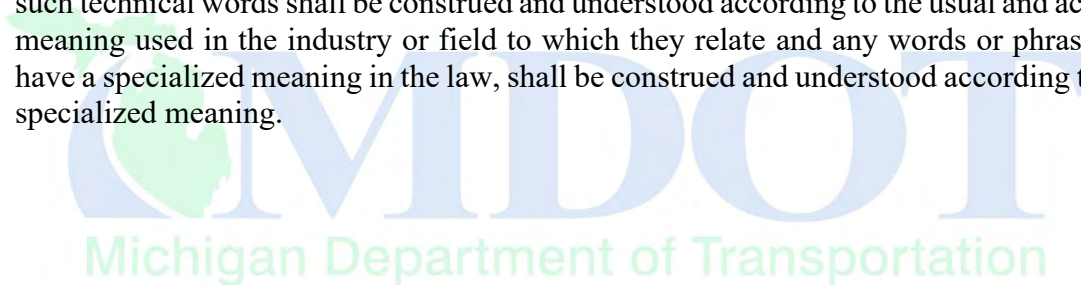 such technical words shall be construed and understood according to the usual and
meaning used in the industry or field to which they relate and any words or
have a specialized meaning in the law, shall be construed and understood according
specialized meaning.
MDOT
Michigan Department of Transportation